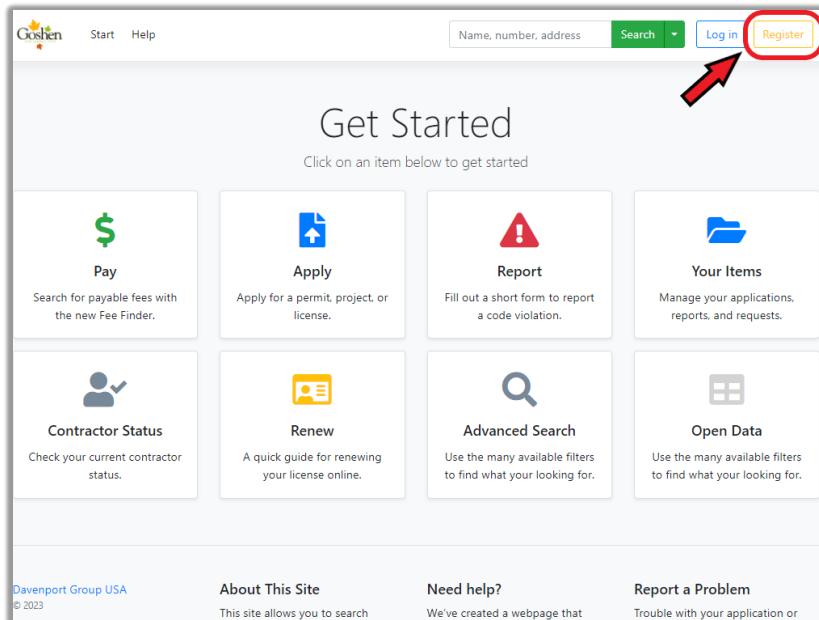 Goshen
Start Help
Name, number, address Search Log in Register
Get Started
Click on an item below to get started
Pay
Search for payable fees with
the new Fee Finder.
Apply
Apply for a permit, project, or
license.
Report
Fill out a short form to report
a code violation.
Your Items
Manage your applications,
reports, and requests.
Contractor Status
Check your current contractor
status.
Renew
A quick guide for renewing
your license online.
Advanced Search
Use the many available filters
to find what your looking for.
Open Data
Use the many available filters
to find what your looking for.
Davenport Group USA
© 2023
About This Site
This site allows you to search
Need help?
We've created a webpage that
Report a Problem
Trouble with your application or